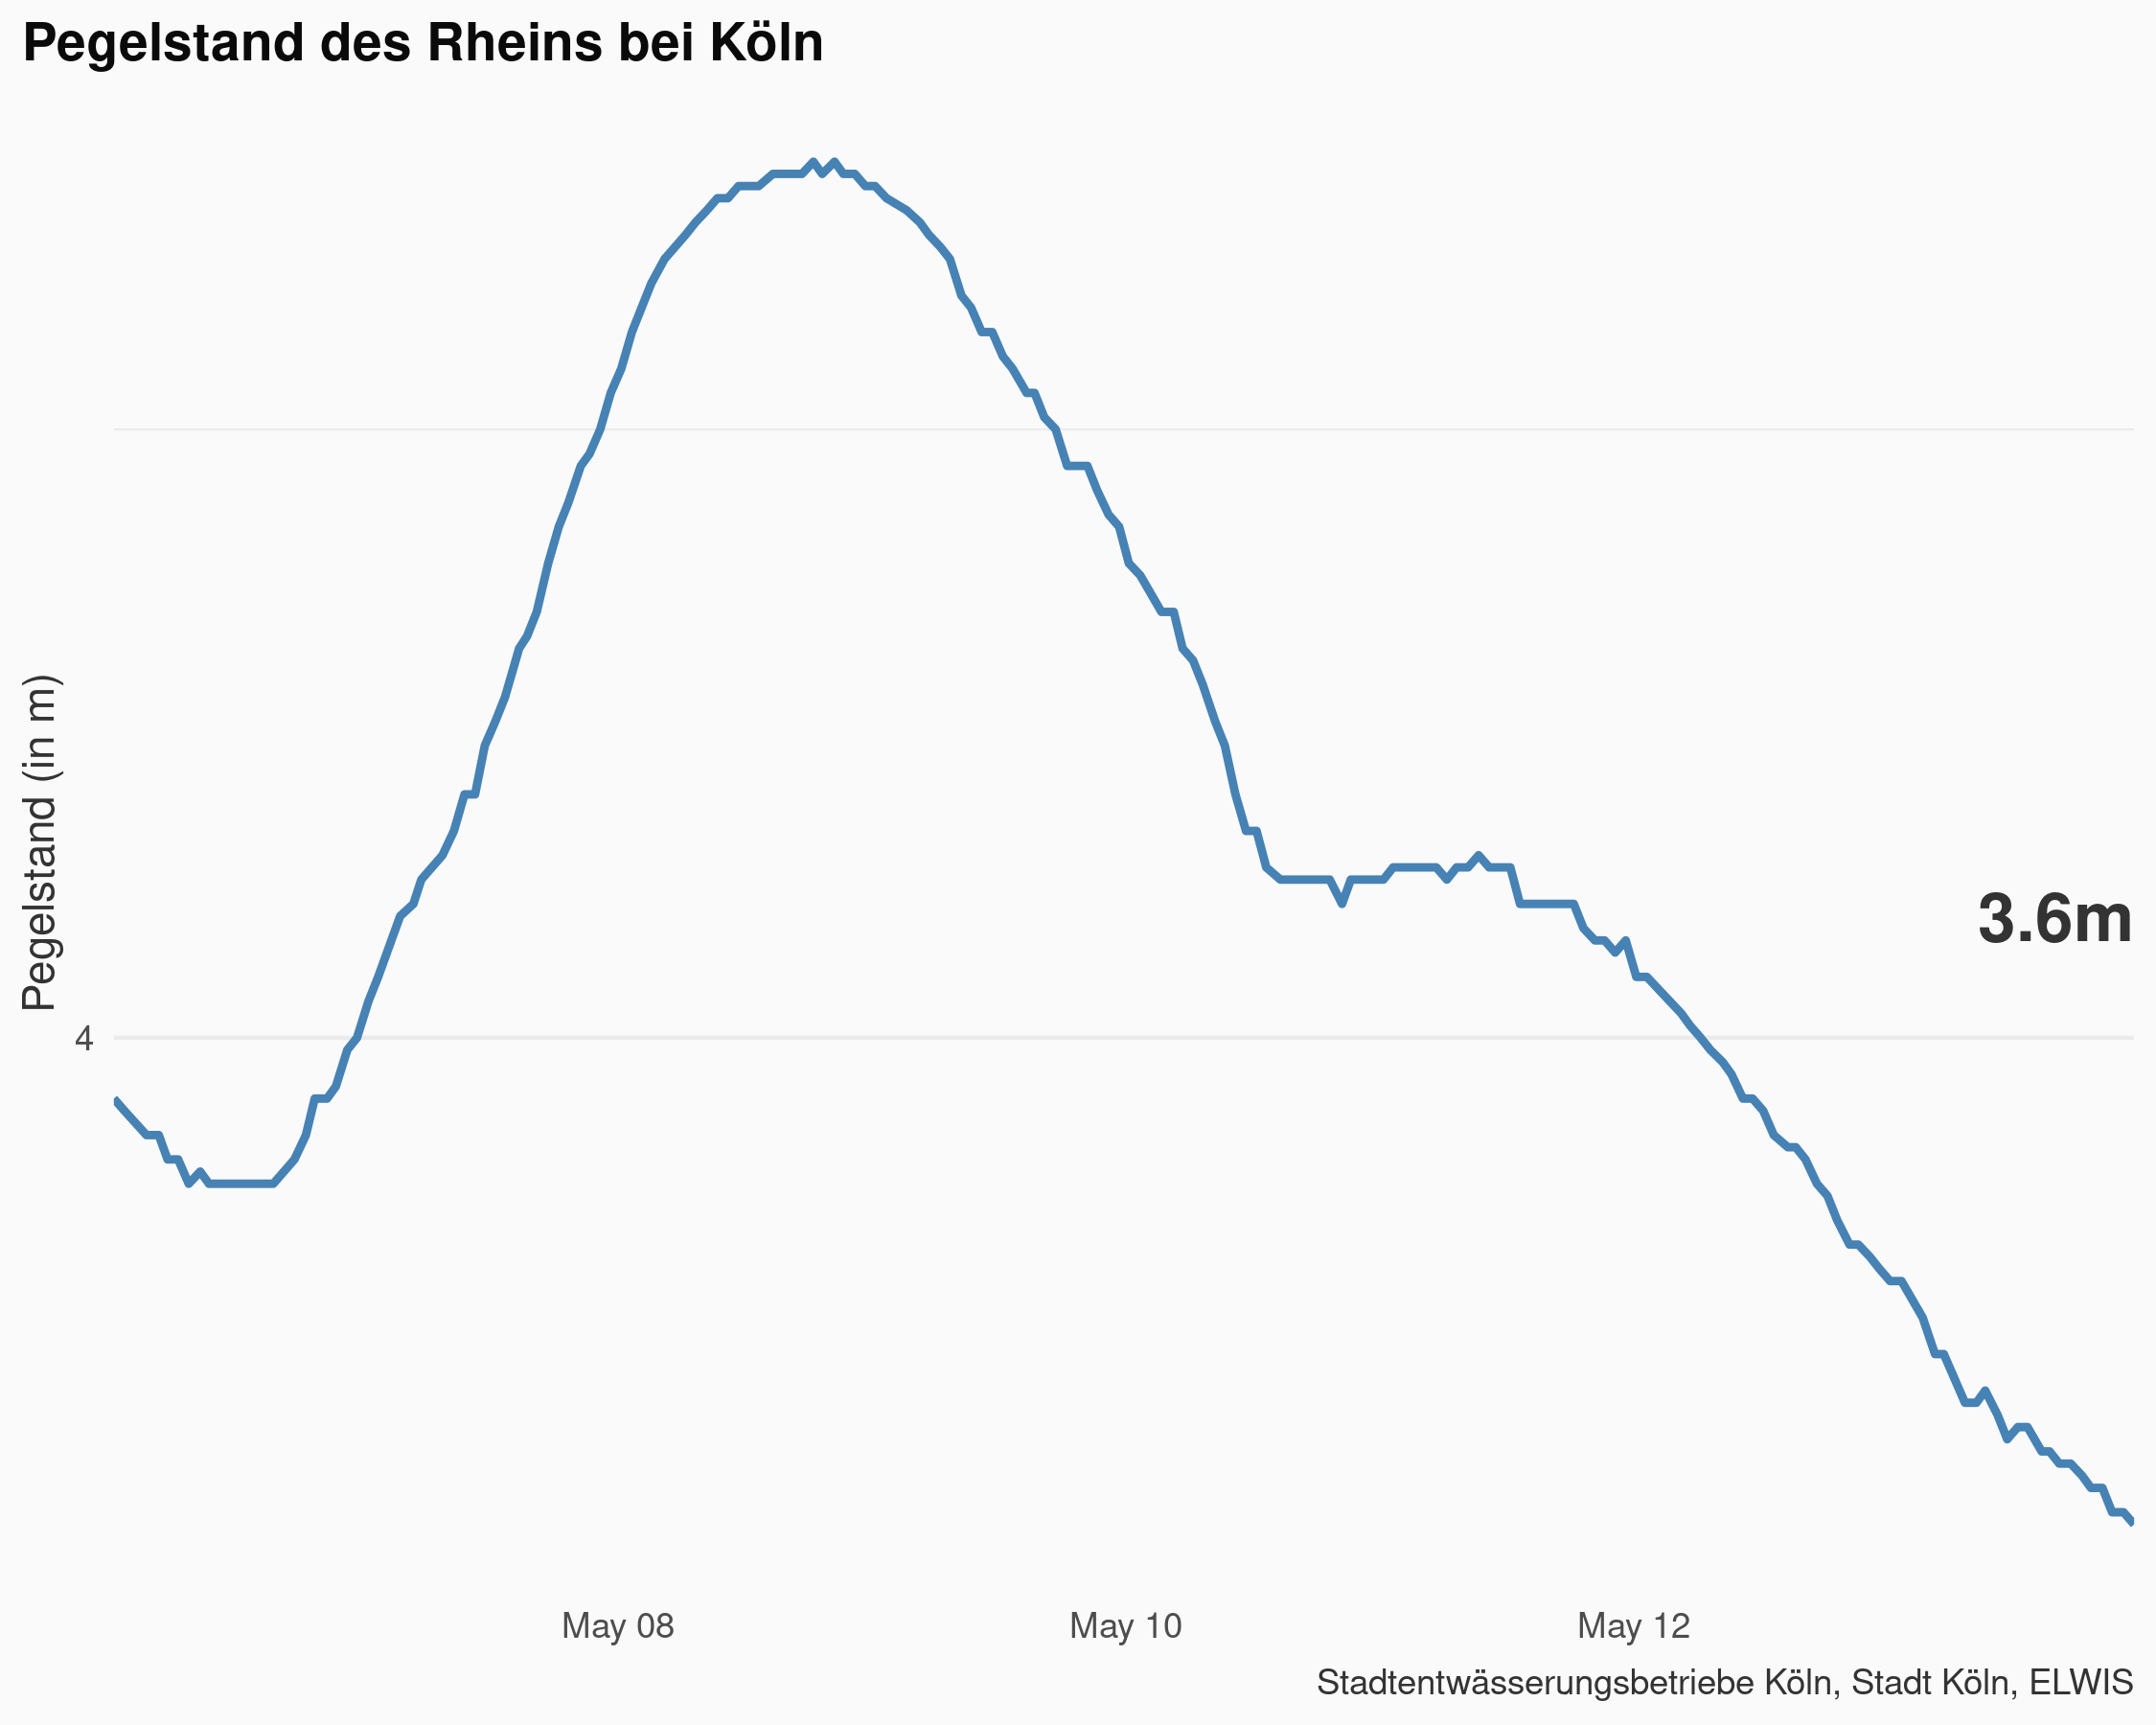 Pegelstand des Rheins bei Köln
Pegelstand (in m)
3.6m
4
May 08
May 10
May 12
Stadtentwässerungsbetriebe Köln, Stadt Köln, ELWIS